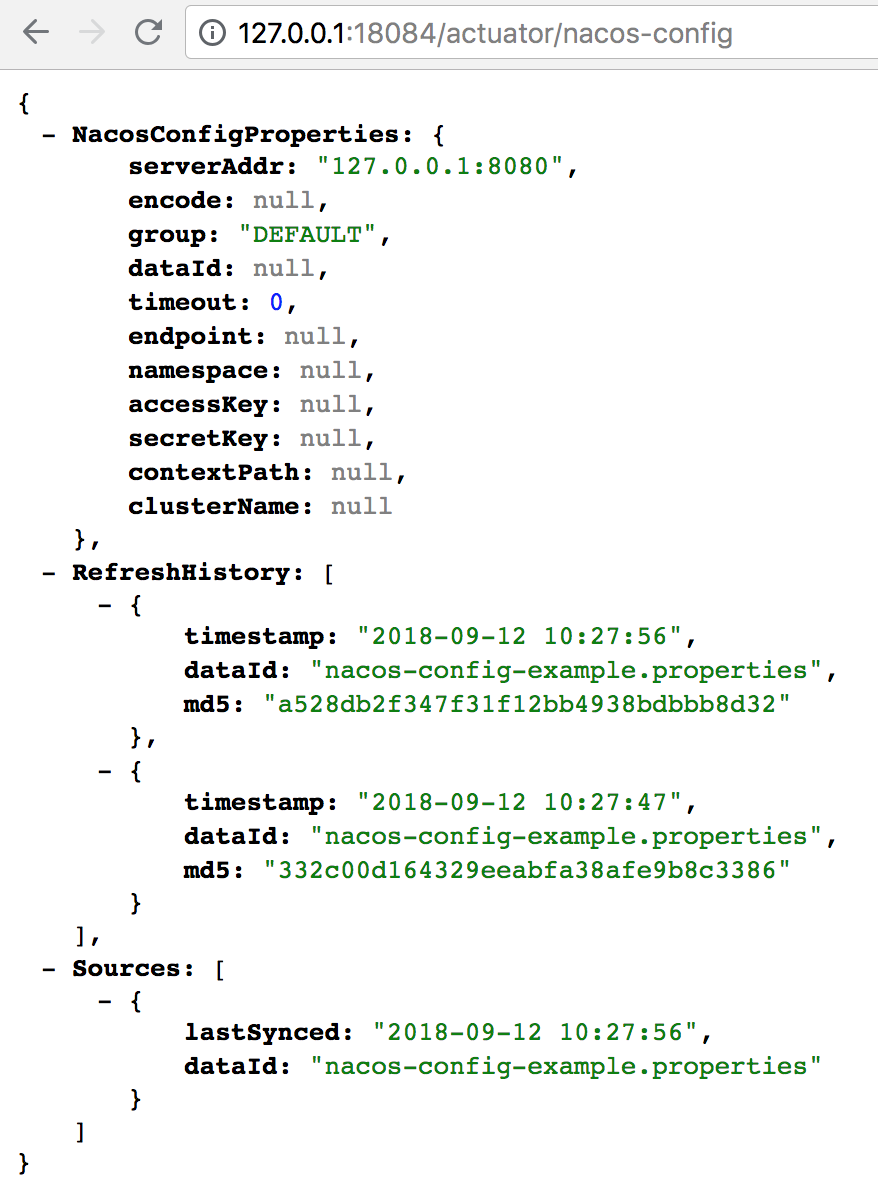 127.0.0.1:18084/actuator/nacos-config
{
- NacosConfigProperties: {
serverAddr: "127.0.0.1:8080",
encode: null,
group: "DEFAULT",
dataId: null,
timeout: 0,
endpoint: null,
namespace: null,
accessKey: null,
secretKey: null,
contextPath: null,
clusterName: null
},
- RefreshHistory: [
- {
timestamp: "2018-09-12 10:27:56",
dataId: "nacos-config-example.properties",
md5: "a528db2f347f31f12bb4938bdbbb8d32"
},
- {
timestamp: "2018-09-12 10:27:47",
dataId: "nacos-config-example.properties",
md5: "332c00d164329eeabfa38afe9b8c3386"
}
],
- Sources: [
- {
lastSynced: "2018-09-12 10:27:56",
dataId: "nacos-config-example.properties"
}
]
}